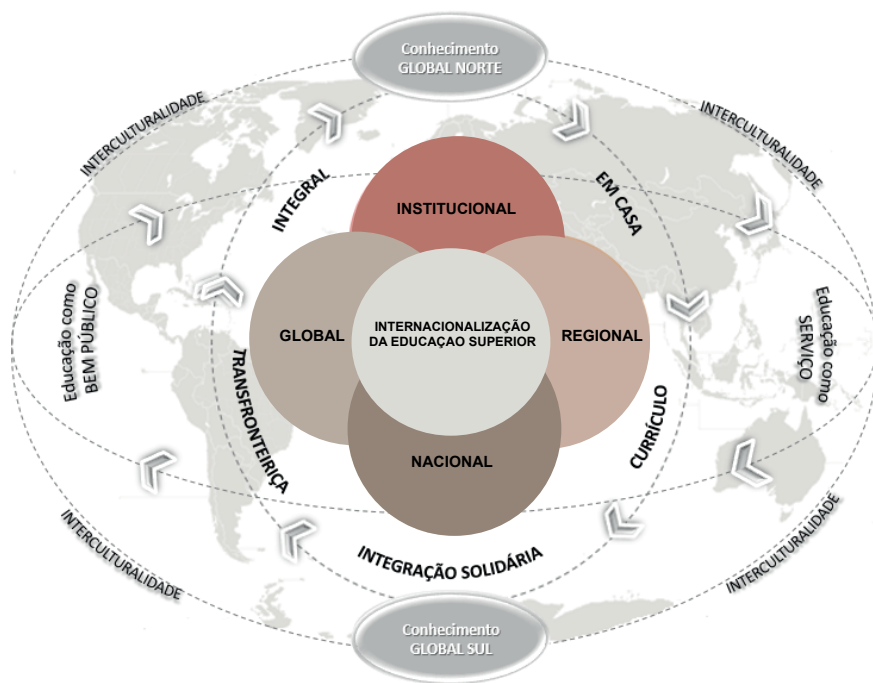 Conhecimento
GLOBAL NORTE
INTERCULTURALIDADE
INTERCULTURALIDADE
INTEGRAL
EM CASA
INSTITUCIONAL
Educação como
BEM PÚBLICO
GLOBAL
INTERNACIONALIZAÇÃO
DA EDUCAÇAO SUPERIOR
REGIONAL
Educação como
SERVIÇO
TRANSFRONTEIRIÇA
CURRÍCULO
NACIONAL
INTEGRAÇÃO SOLIDÁRIA
INTERCULTURALIDADE
INTERCULTURALIDADE
Conhecimento
GLOBAL SUL